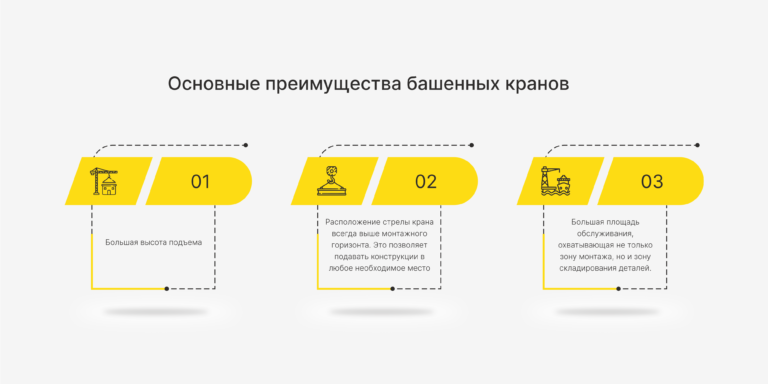 Основные преимущества башенных кранов
01
Большая высота подъема
02
Расположение стрелы крана
всегда выше монтажного
горизонта. Это позволяет
подавать конструкции в
любое необходимое место
03
Большая площадь
обслуживания,
охватывающая не только
зону монтажа, но и зону
складирования деталей.